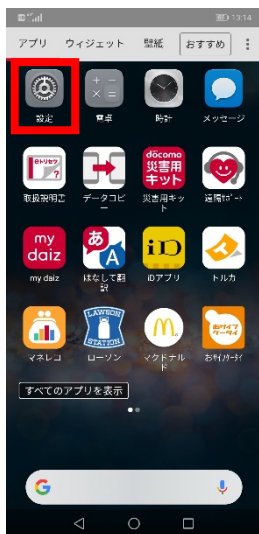 13:14
アプリ ウィジェット 壁紙 おすすめ
設定 電卓 時計 メッセージ
docomo
災害用
キット
取扱説明書 データコピ
ー 災害用キッ
ト 遠隔サポート
my
daiz
あ
A
iD
my daiz はなして翻
訳 iDアプリ トルカ
LAWSON
STATION
マネレコ ローソン マクドナル
ド
すべてのアプリを表示